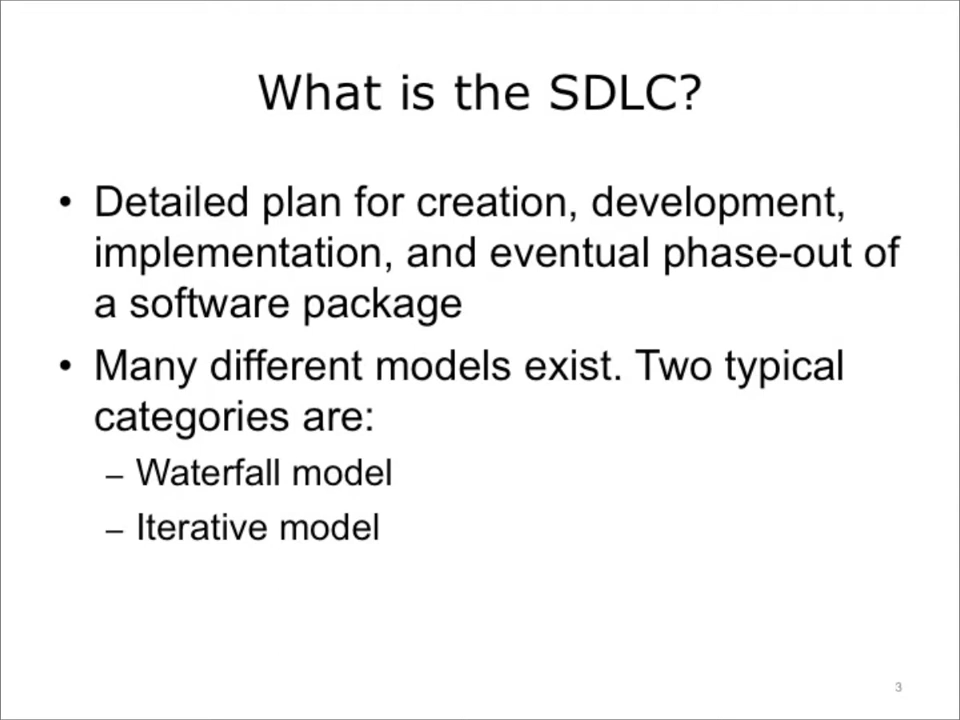 What is the SDLC?
• Detailed plan for creation, development,
implementation, and eventual phase-out of
a software package
• Many different models exist. Two typical
categories are:
– Waterfall model
– Iterative model
3